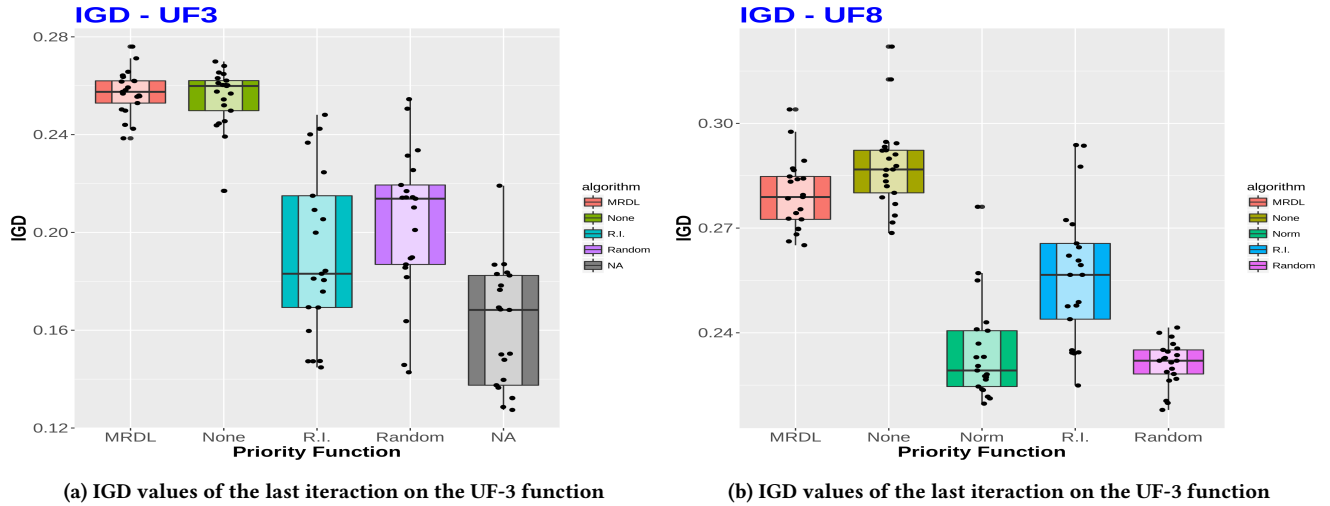 IGD - UF3
0.28
0.24
0.20
0.16
0.12
IGD
MRDL None R.I. Random NA
Priority Function
algorithm
MRDL
None
R.I.
Random
NA
(a) IGD values of the last iteraction on the UF-3 function
IGD - UF8
0.30
0.27
0.24
IGD
MRDL None Norm R.I. Random
Priority Function
algorithm
MRDL
None
Norm
R.I.
Random
(b) IGD values of the last iteraction on the UF-3 function